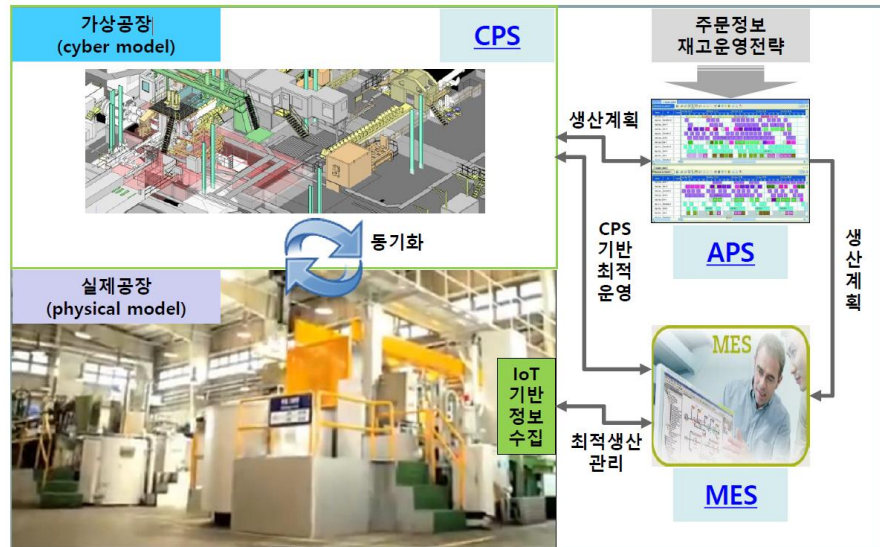 가상공장
(cyber model)
CPS
주문정보
재고운영전략
생산계획
동기화
CPS
기반
최적
운영
APS
생
산
계
획
실제공장
(physical model)
IoT
기반
정보
수집
최적생산
관리
MES
MES